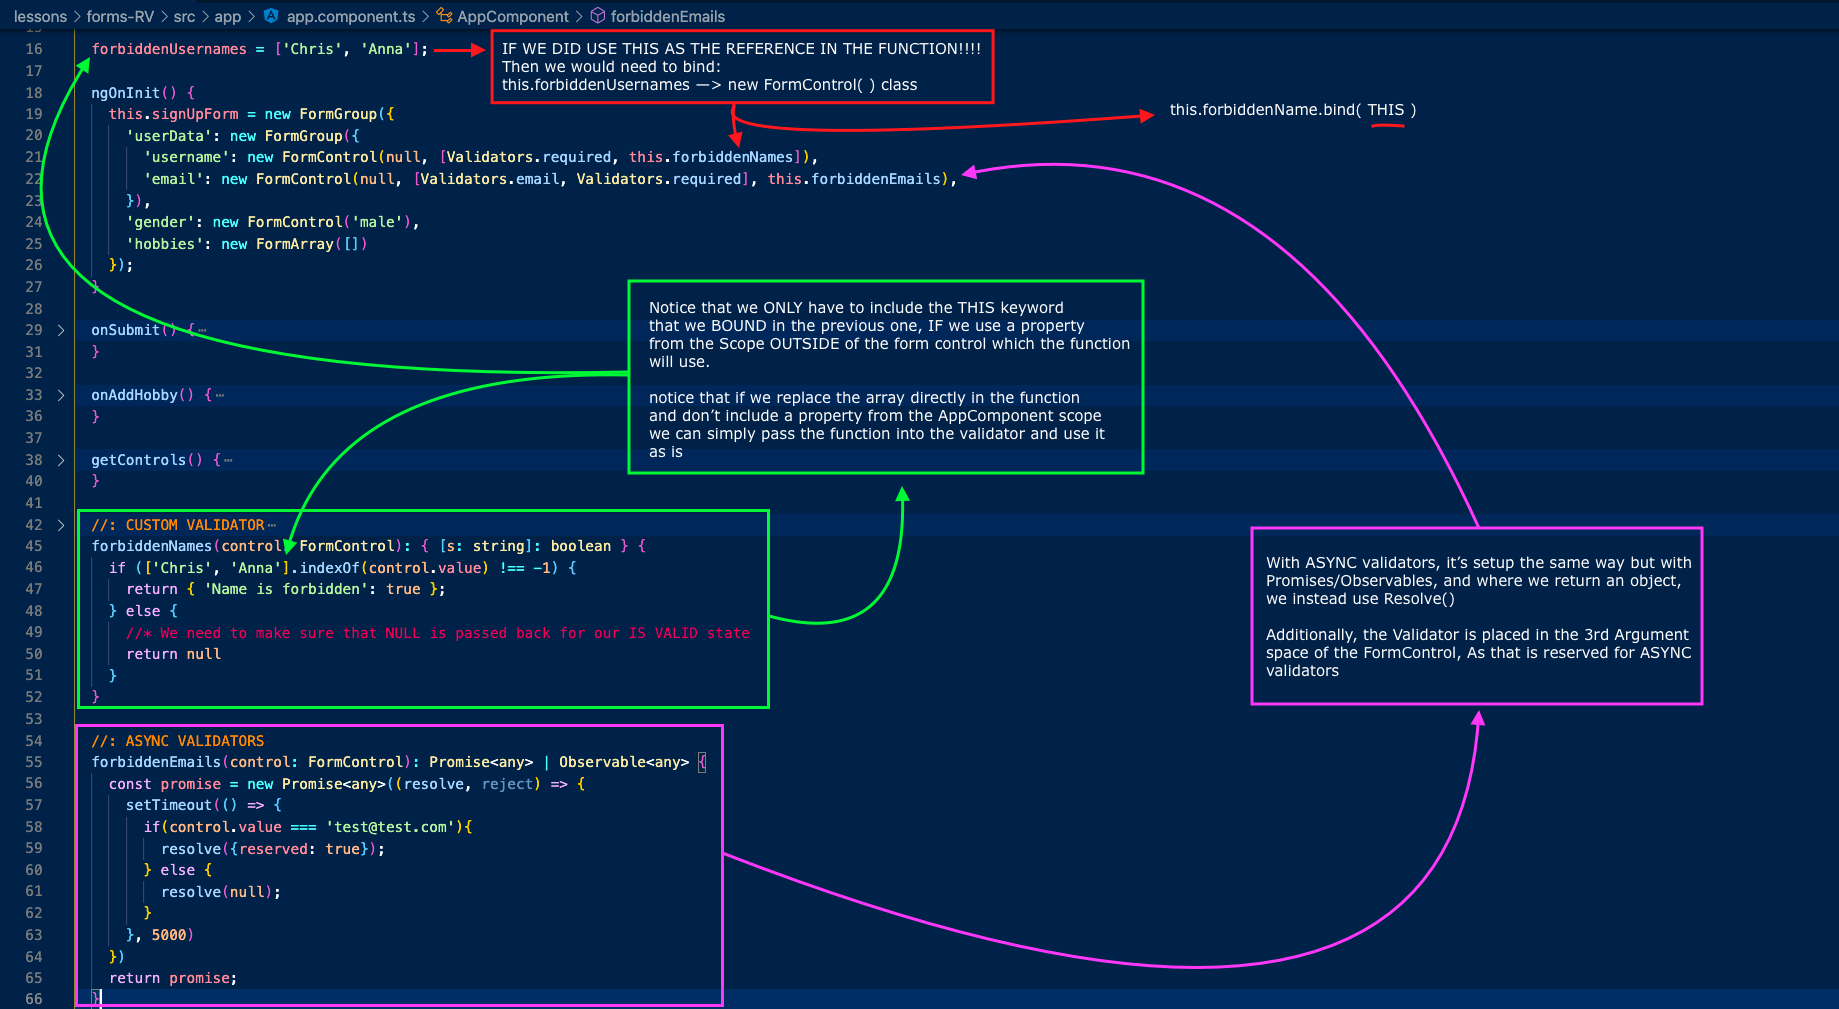 lessons > forms-RV > src > app > app.component.ts > AppComponent > forbiddenEmails
16 forbiddenUsernames = ['Chris', 'Anna'];
17
18 ngOnInit() {
19 this.signUpForm = new FormGroup({
20 'userData': new FormGroup({
21 'username': new FormControl(null, [Validators.required, this.forbiddenNames]),
22 'email': new FormControl(null, [Validators.email, Validators.required], this.forbiddenEmails),
23 }),
24 'gender': new FormControl('male'),
25 'hobbies': new FormArray([])
26 });
27 }
28
29 > onSubmit() { …
31 }
32
33 > onAddHobby() { …
36 }
37
38 > getControls() { …
40 }
41
42 > //: CUSTOM VALIDATOR …
45 forbiddenNames(control: FormControl): { [s: string]: boolean } {
46 if (['Chris', 'Anna'].indexOf(control.value) !== -1) {
47 return { 'Name is forbidden': true };
48 } else {
49 //* We need to make sure that NULL is passed back for our IS VALID state
50 return null
51 }
52 }
53
54 //: ASYNC VALIDATORS
55 forbiddenEmails(control: FormControl): Promise<any> | Observable<any> {
56 const promise = new Promise<any>((resolve, reject) => {
57 setTimeout(() => {
58 if(control.value === 'test@test.com'){
59 resolve({reserved: true});
60 } else {
61 resolve(null);
62 }
63 }, 5000)
64 })
65 return promise;
66 }
IF WE DID USE THIS AS THE REFERENCE IN THE FUNCTION!!!!
Then we would need to bind:
this.forbiddenUsernames —> new FormControl( ) class
this.forbiddenName.bind( THIS )
Notice that we ONLY have to include the THIS keyword
that we BOUND in the previous one, IF we use a property
from the Scope OUTSIDE of the form control which the function
will use.
notice that if we replace the array directly in the function
and don't include a property from the AppComponent scope
we can simply pass the function into the validator and use it
as is
With ASYNC validators, it's setup the same way but with
Promises/Observables, and where we return an object,
we instead use Resolve()
Additionally, the Validator is placed in the 3rd Argument
space of the FormControl, As that is reserved for ASYNC
validators